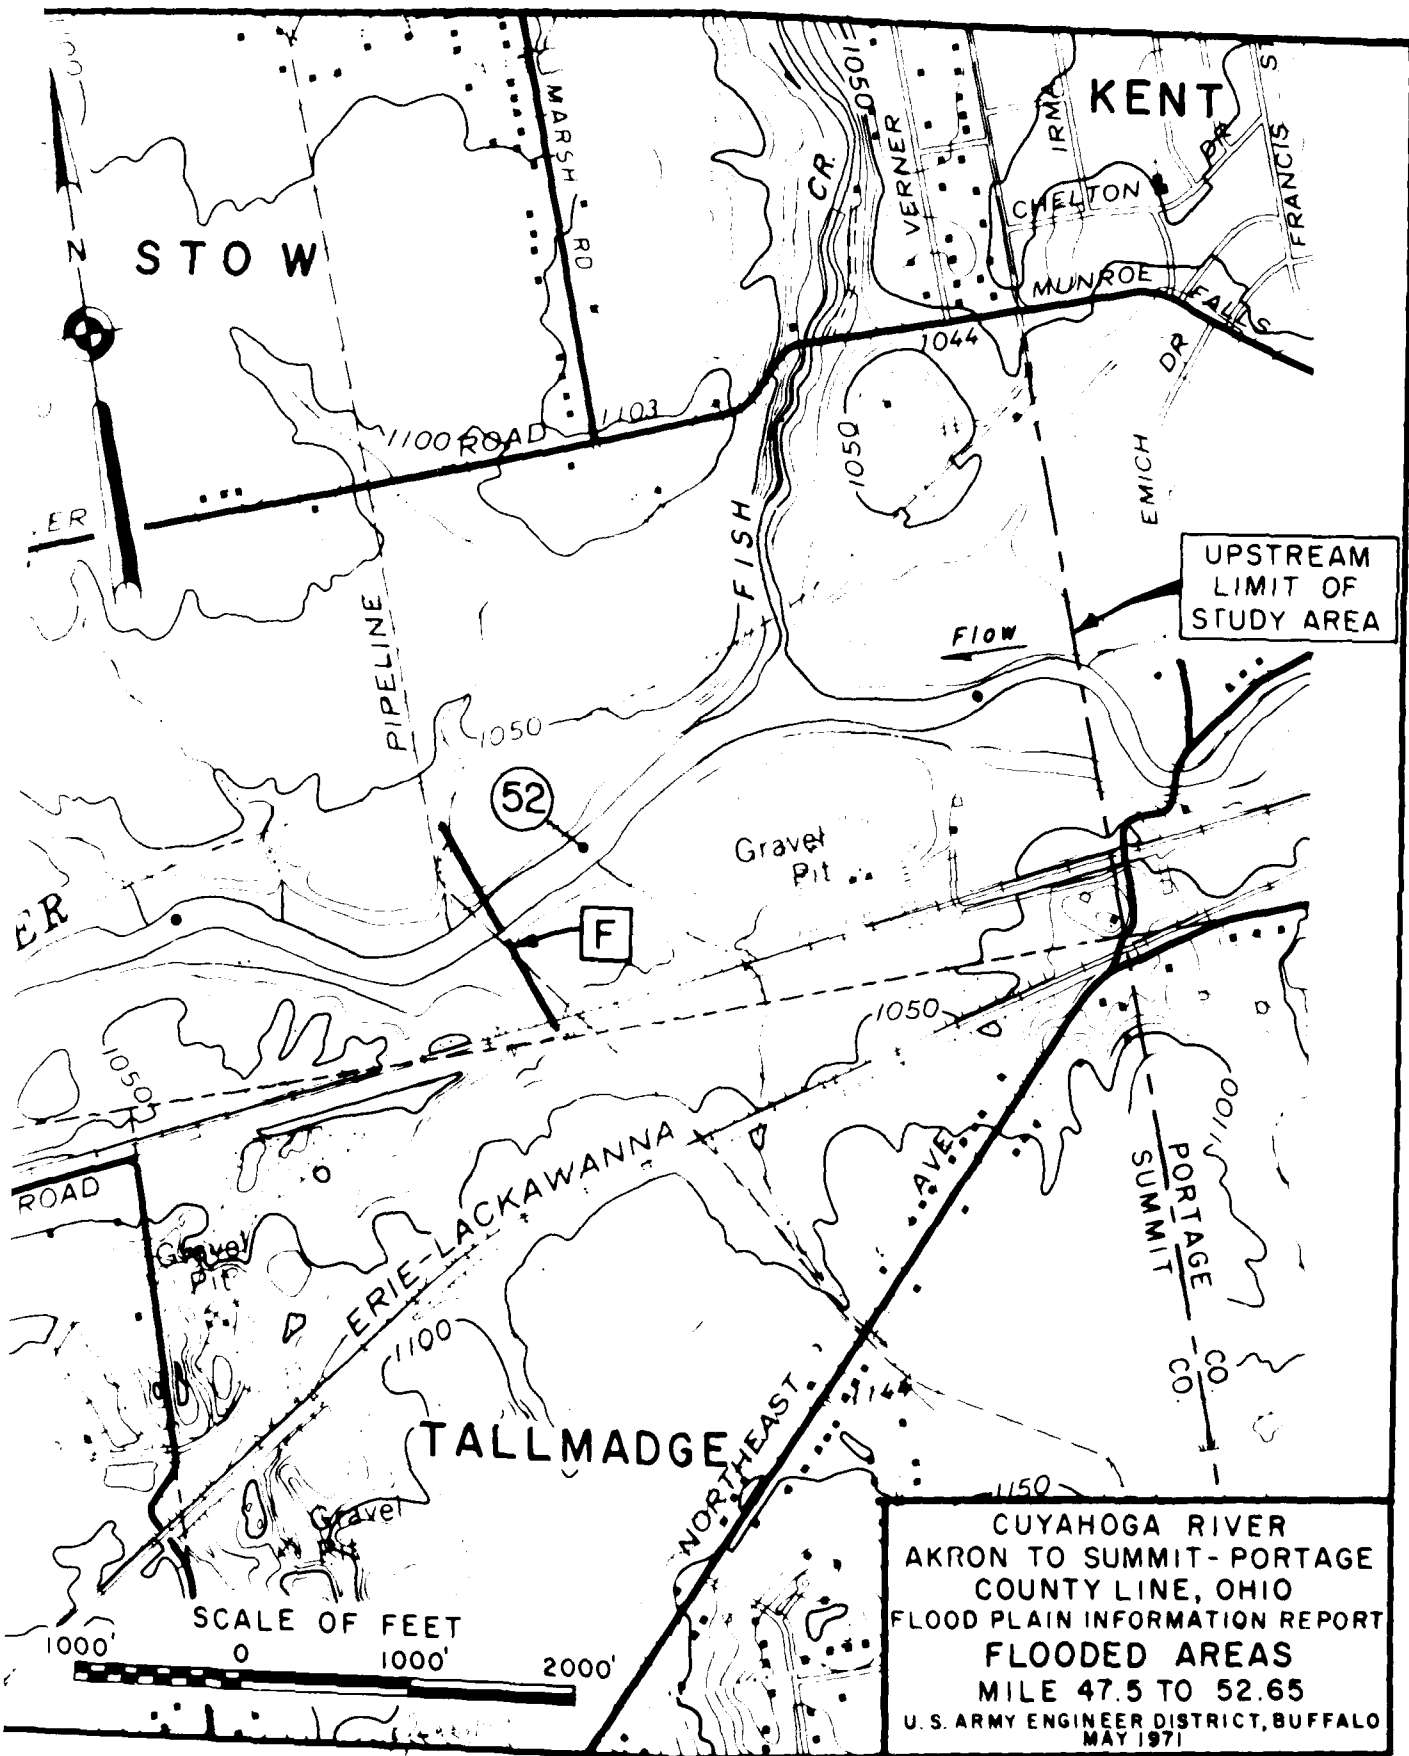 KENT
STOW
N
MARSH RD
1050
CR.
VERNER
IRMA
CHELTON
DR
FRANCIS
S
MUNROE
FALLS
1044
DR
EMICH
1103
1100 ROAD
1050
ER
FISH
PIPELINE
UPSTREAM
LIMIT OF
STUDY AREA
Flow
1050
52
Gravel
Pit
ER
F
1050
1050
ROAD
Gravel
Pit
ERIE-LACKAWANNA
AVE
1100
PORTAGE CO.
SUMMIT CO.
1100
TALLMADGE
NORTHEAST
1144
Gravel
Pit
1150
SCALE OF FEET
1000' 0 1000' 2000'
CUYAHOGA RIVER
AKRON TO SUMMIT-PORTAGE
COUNTY LINE, OHIO
FLOOD PLAIN INFORMATION REPORT
FLOODED AREAS
MILE 47.5 TO 52.65
U.S. ARMY ENGINEER DISTRICT, BUFFALO
MAY 1971